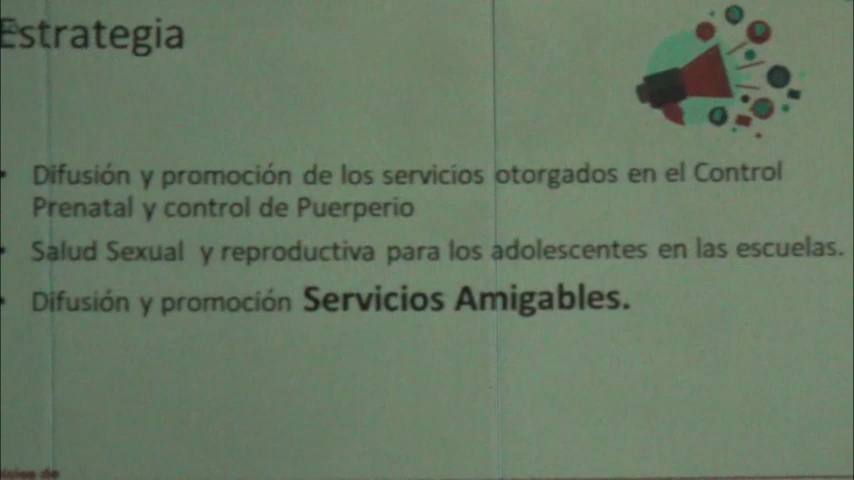 Estrategia
• Difusión y promoción de los servicios otorgados en el Control
Prenatal y control de Puerperio
• Salud Sexual y reproductiva para los adolescentes en las escuelas.
• Difusión y promoción Servicios Amigables.